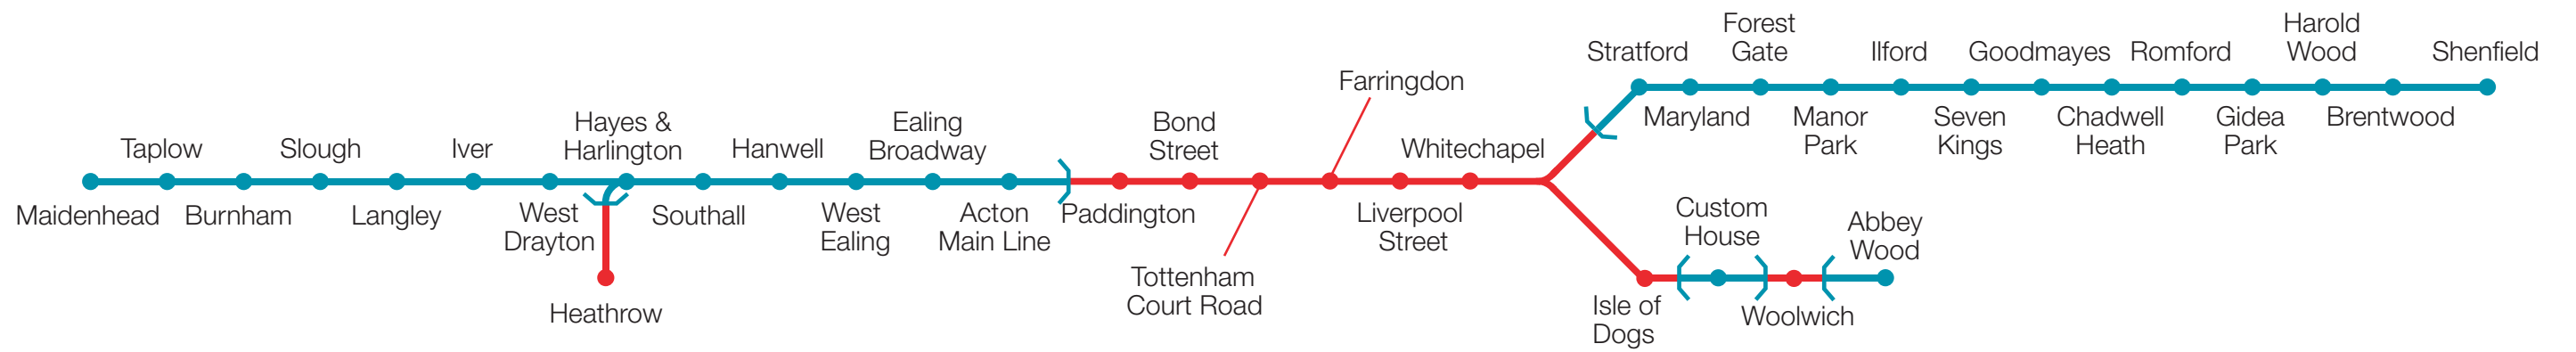 Maidenhead
Taplow
Burnham
Slough
Langley
Iver
West
Drayton
Hayes &
Harlington
Heathrow
Southall
Hanwell
West
Ealing
Ealing
Broadway
Acton
Main Line
Paddington
Bond
Street
Tottenham
Court Road
Farringdon
Liverpool
Street
Whitechapel
Stratford
Maryland
Forest
Gate
Manor
Park
Ilford
Seven
Kings
Goodmayes
Chadwell
Heath
Romford
Gidea
Park
Harold
Wood
Brentwood
Shenfield
Isle of
Dogs
Custom
House
Woolwich
Abbey
Wood